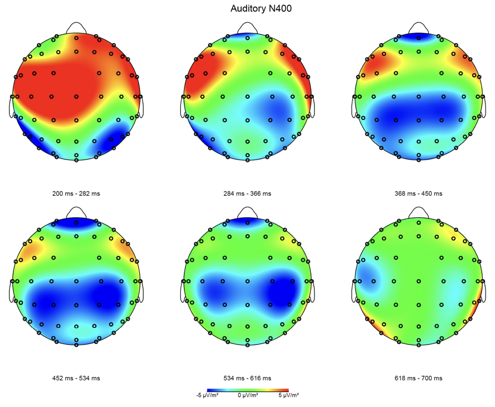 Auditory N400
200 ms - 282 ms
284 ms - 366 ms
368 ms - 450 ms
452 ms - 534 ms
534 ms - 616 ms
618 ms - 700 ms
-5 µV/m² 0 µV/m² 5 µV/m²